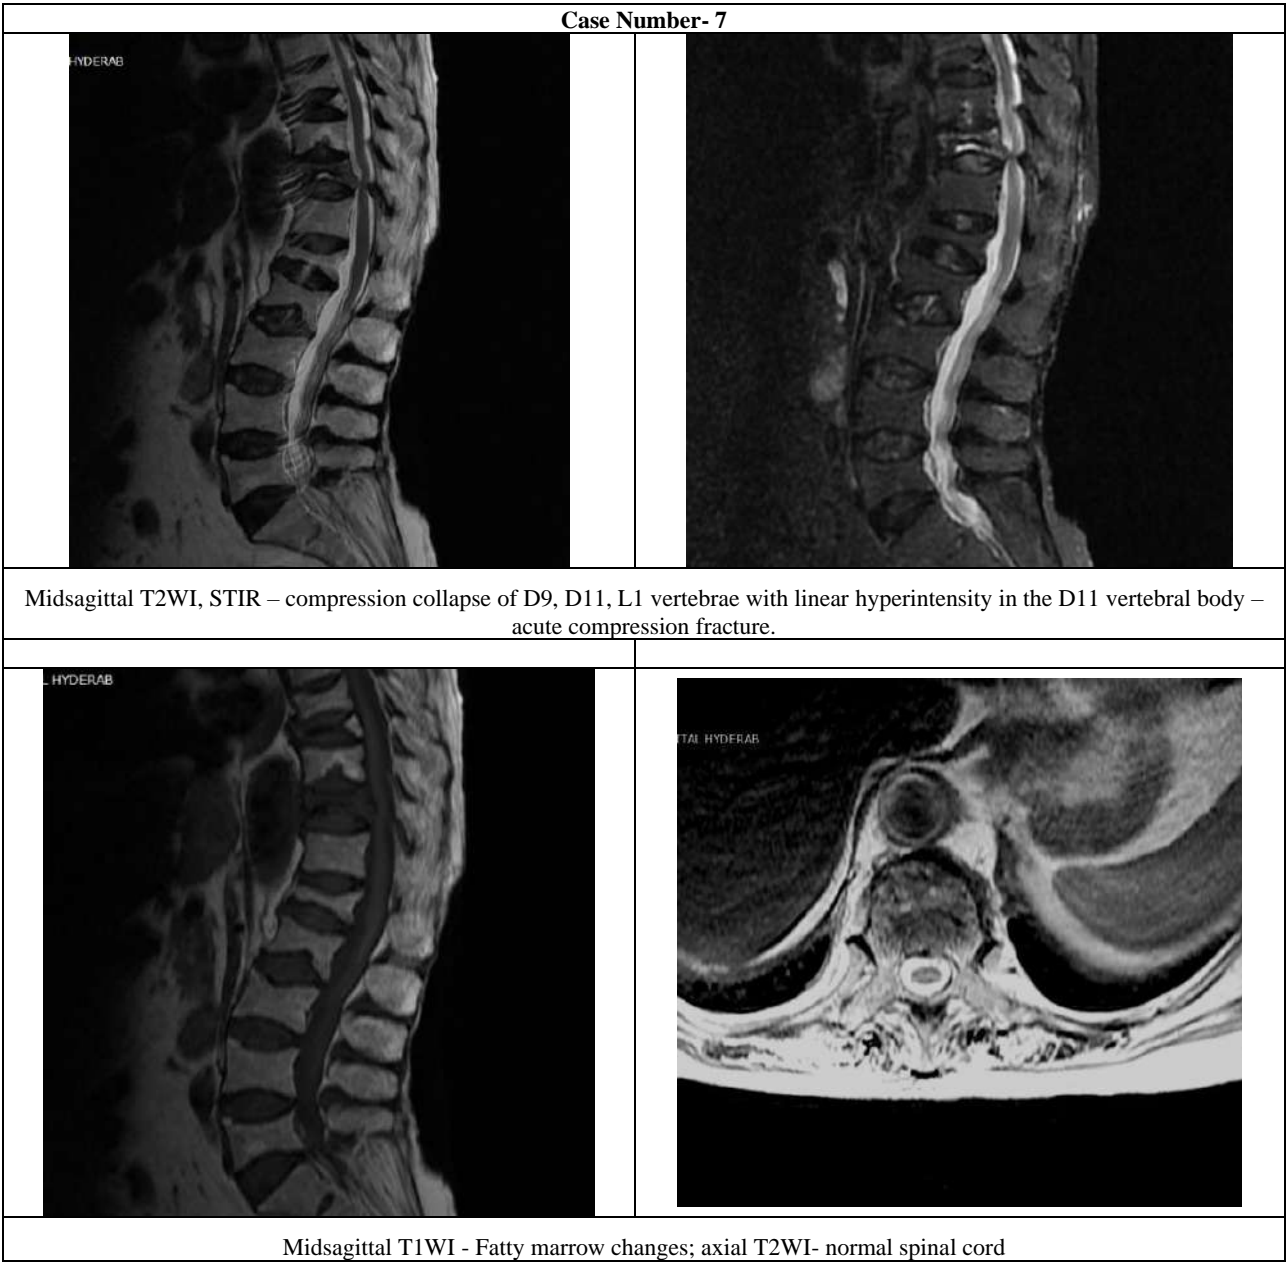 Case Number- 7
HYDERAB
Midsagittal T2WI, STIR – compression collapse of D9, D11, L1 vertebrae with linear hyperintensity in the D11 vertebral body –
acute compression fracture.
L HYDERAB
ITAL HYDERAB
Midsagittal T1WI - Fatty marrow changes; axial T2WI- normal spinal cord